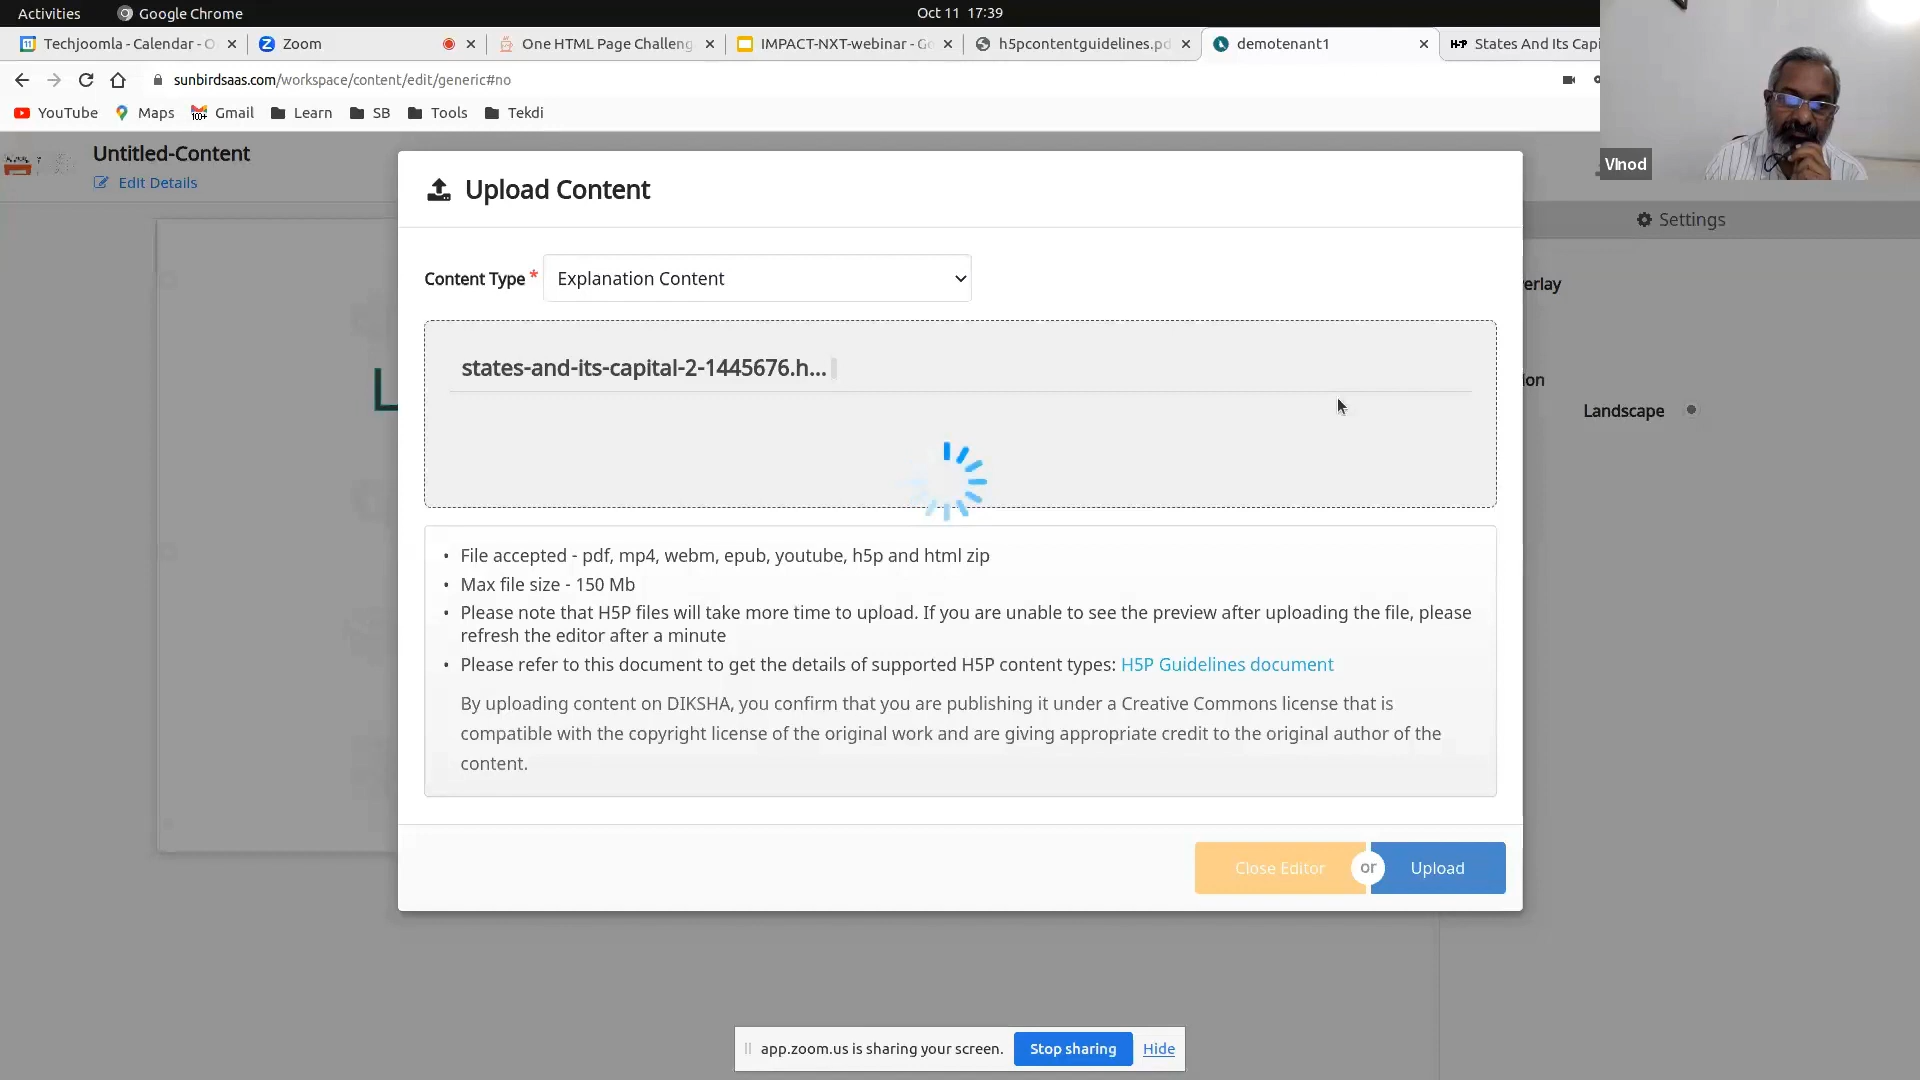 Activities
Google Chrome
Oct 11 17:39
Techjoomla - Calendar - O
Zoom
One HTML Page Challeng
IMPACT-NXT-webinar - Go
h5pcontentguidelines.pd
demotenant1
H-P States And Its Capi
sunbirdsaas.com/workspace/content/edit/generic#no
YouTube
Maps
100+ Gmail
Learn
SB
Tools
Tekdi
VInod
Untitled-Content
Edit Details
Upload Content
Settings
Content Type * Explanation Content
erlay
states-and-its-capital-2-1445676.h...
ion
Landscape
L
• File accepted - pdf, mp4, webm, epub, youtube, h5p and html zip
• Max file size - 150 Mb
• Please note that H5P files will take more time to upload. If you are unable to see the preview after uploading the file, please
refresh the editor after a minute
• Please refer to this document to get the details of supported H5P content types: H5P Guidelines document
By uploading content on DIKSHA, you confirm that you are publishing it under a Creative Commons license that is
compatible with the copyright license of the original work and are giving appropriate credit to the original author of the
content.
Close Editor or Upload
app.zoom.us is sharing your screen. Stop sharing Hide